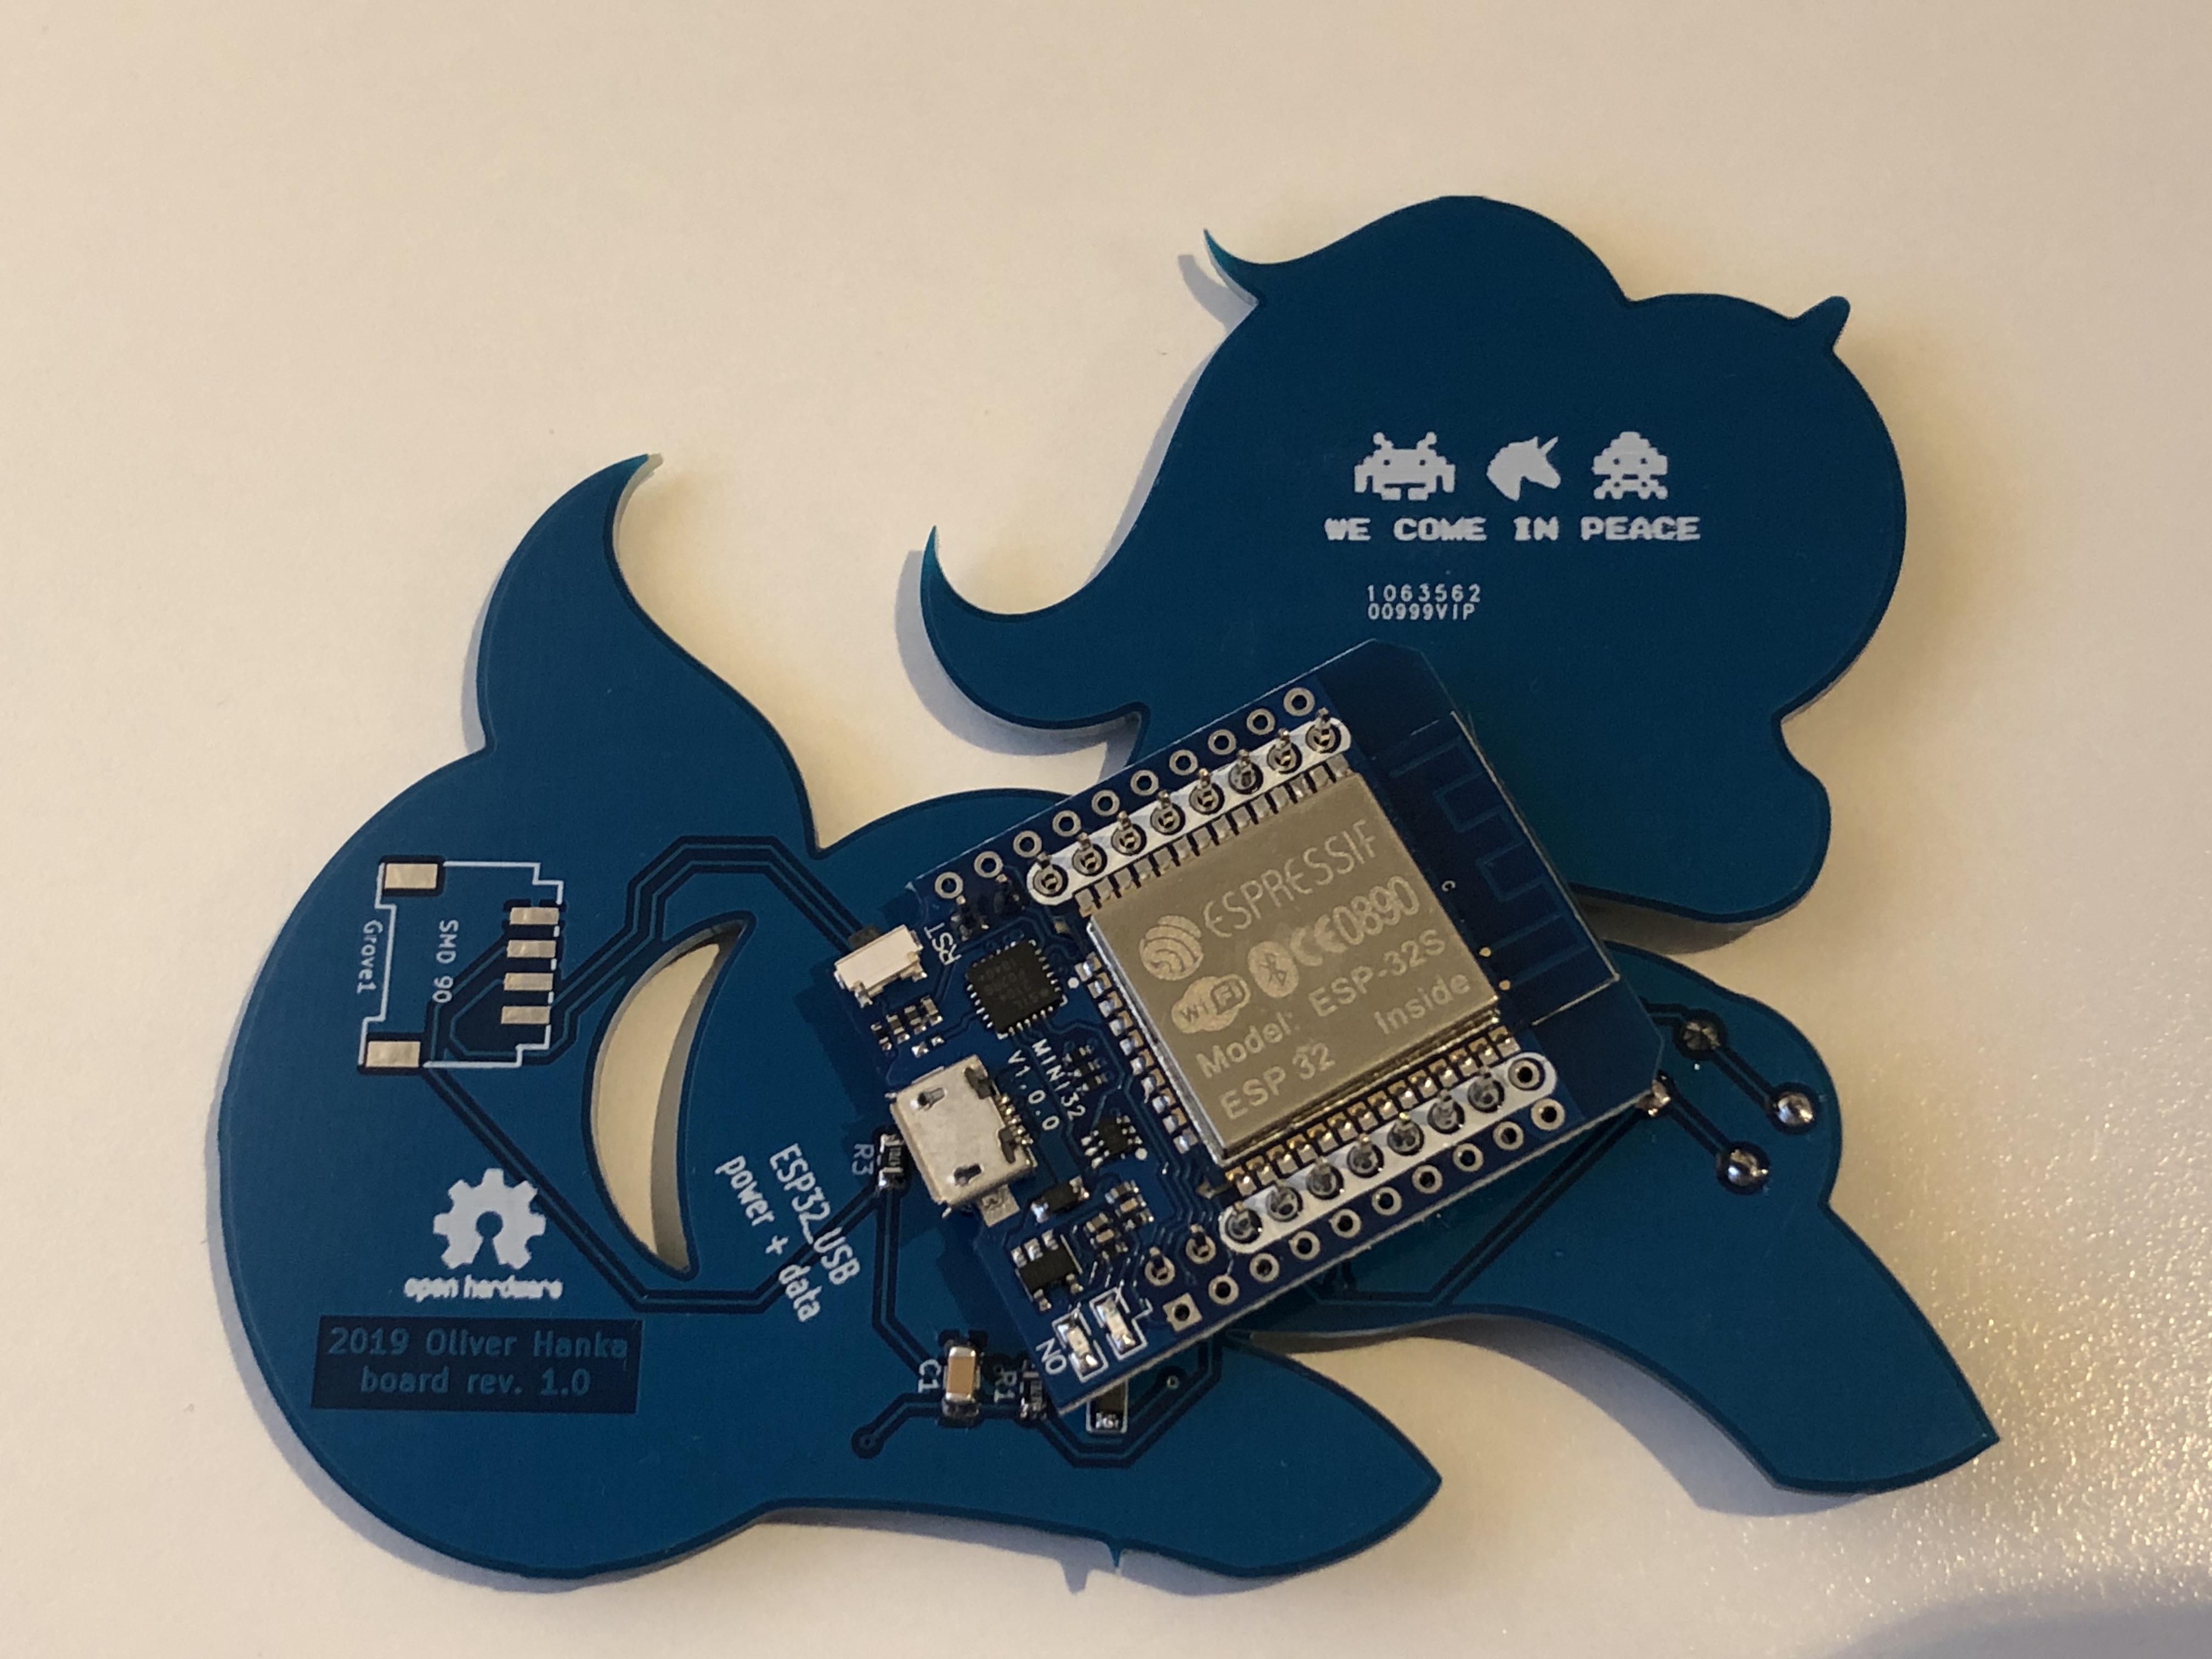 WE COME IN PEACE
1063562
00999VIP
ESPRESSIF
WiFi CE0890
Model: ESP-32S
ESP 32 Inside
RST
MINI32
V1.0.0
SMD 90
Grove1
R3
ESP32_USB
power + data
open hardware
2019 Oliver Hanka
board rev. 1.0
C1
R1
ON